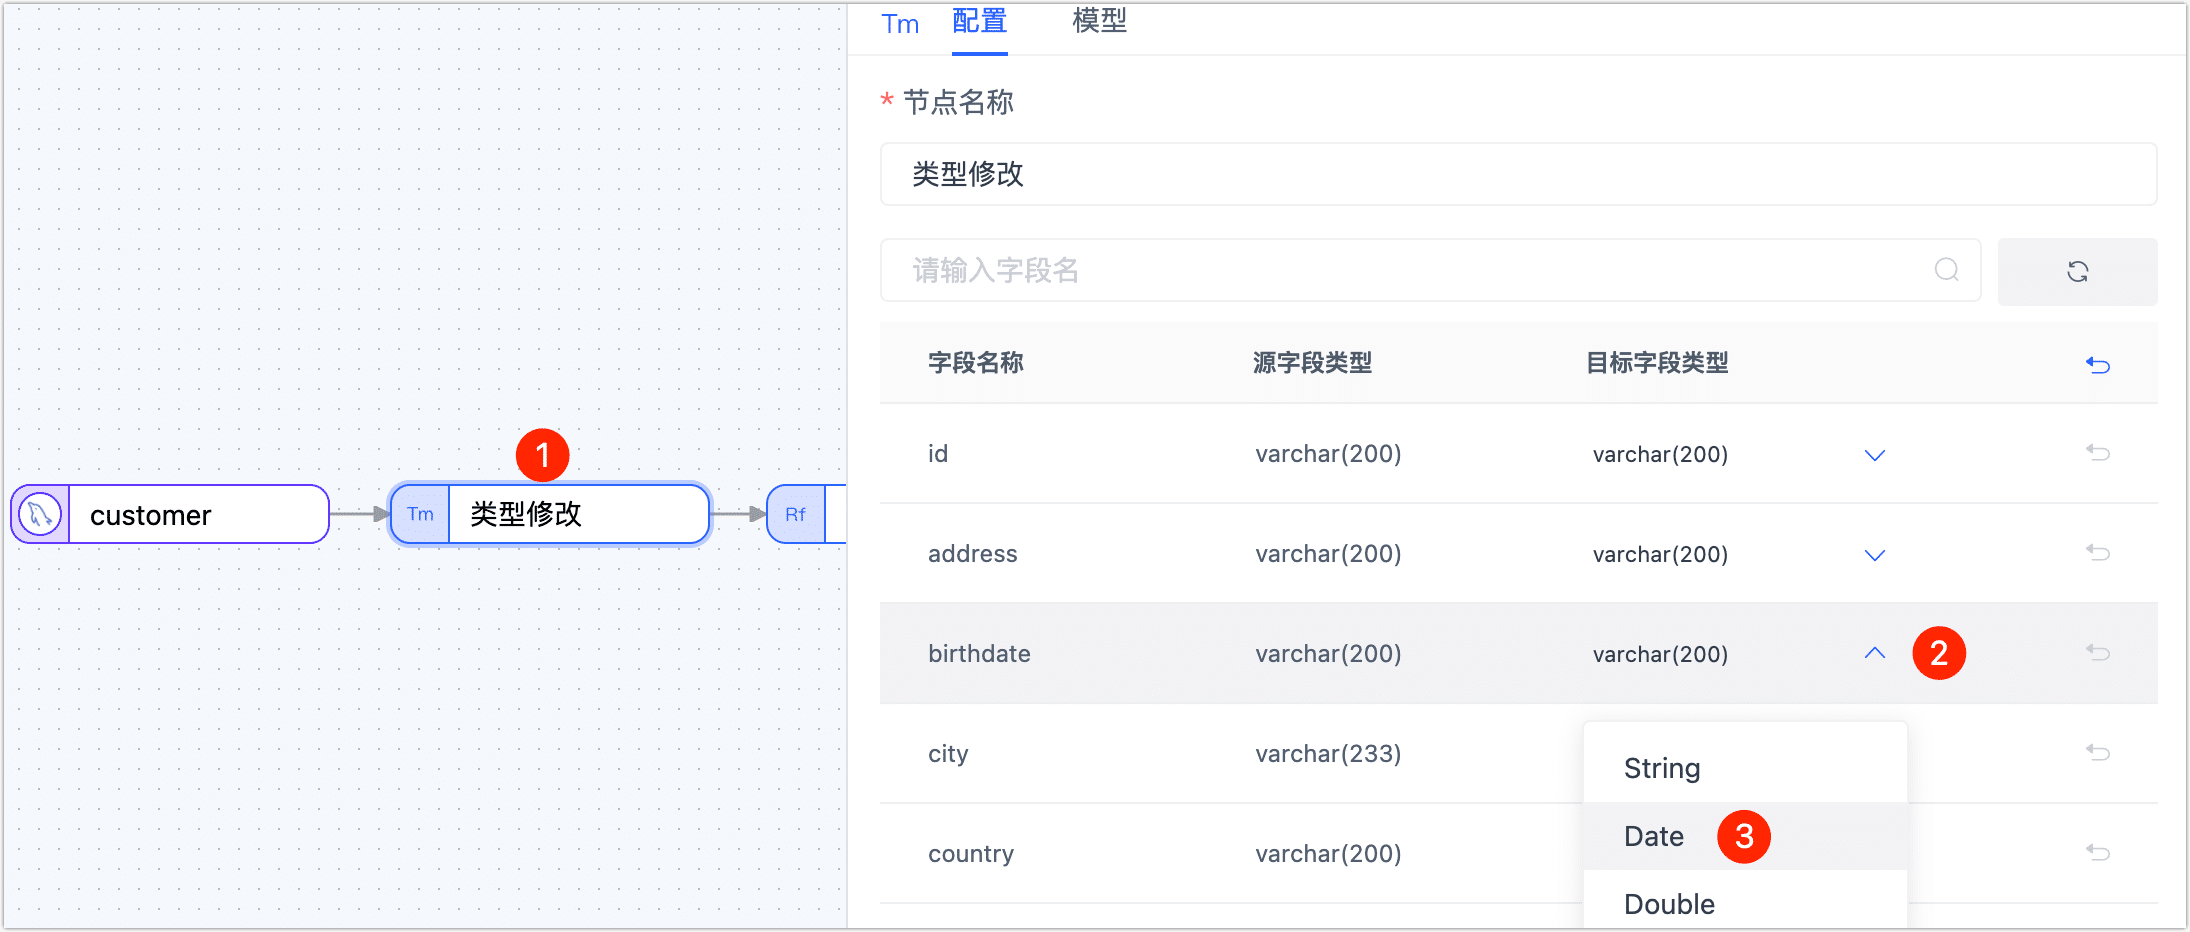 Tm 配置 模型
* 节点名称
类型修改
请输入字段名
字段名称 源字段类型 目标字段类型
id varchar(200) varchar(200)
1
customer Tm 类型修改 Rf
address varchar(200) varchar(200)
birthdate varchar(200) varchar(200) 2
city varchar(233)
String
Date 3
country varchar(200)
Double